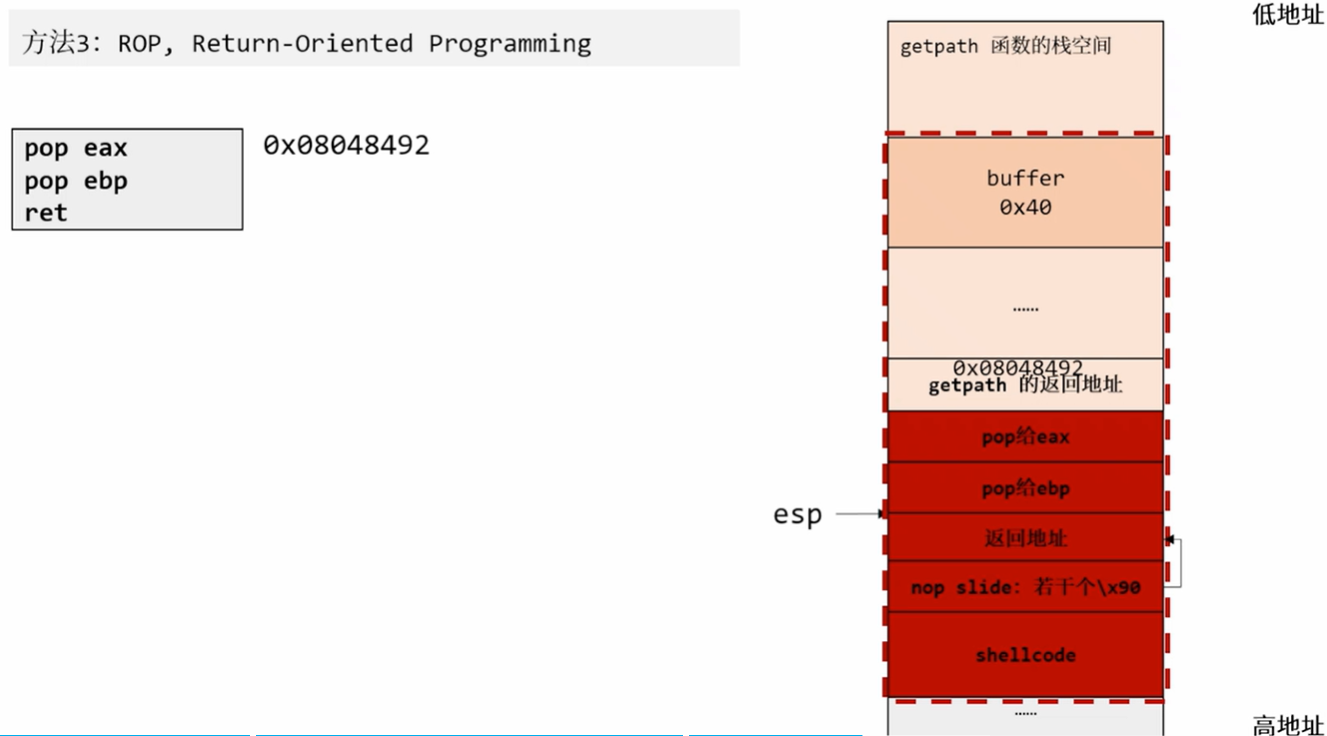 方法3: ROP, Return-Oriented Programming
pop eax
pop ebp
ret
0x08048492
低地址
getpath 函数的栈空间
buffer
0x40
……
0x08048492
getpath 的返回地址
pop给eax
pop给ebp
esp
返回地址
nop slide: 若干个\x90
shellcode
……
高地址